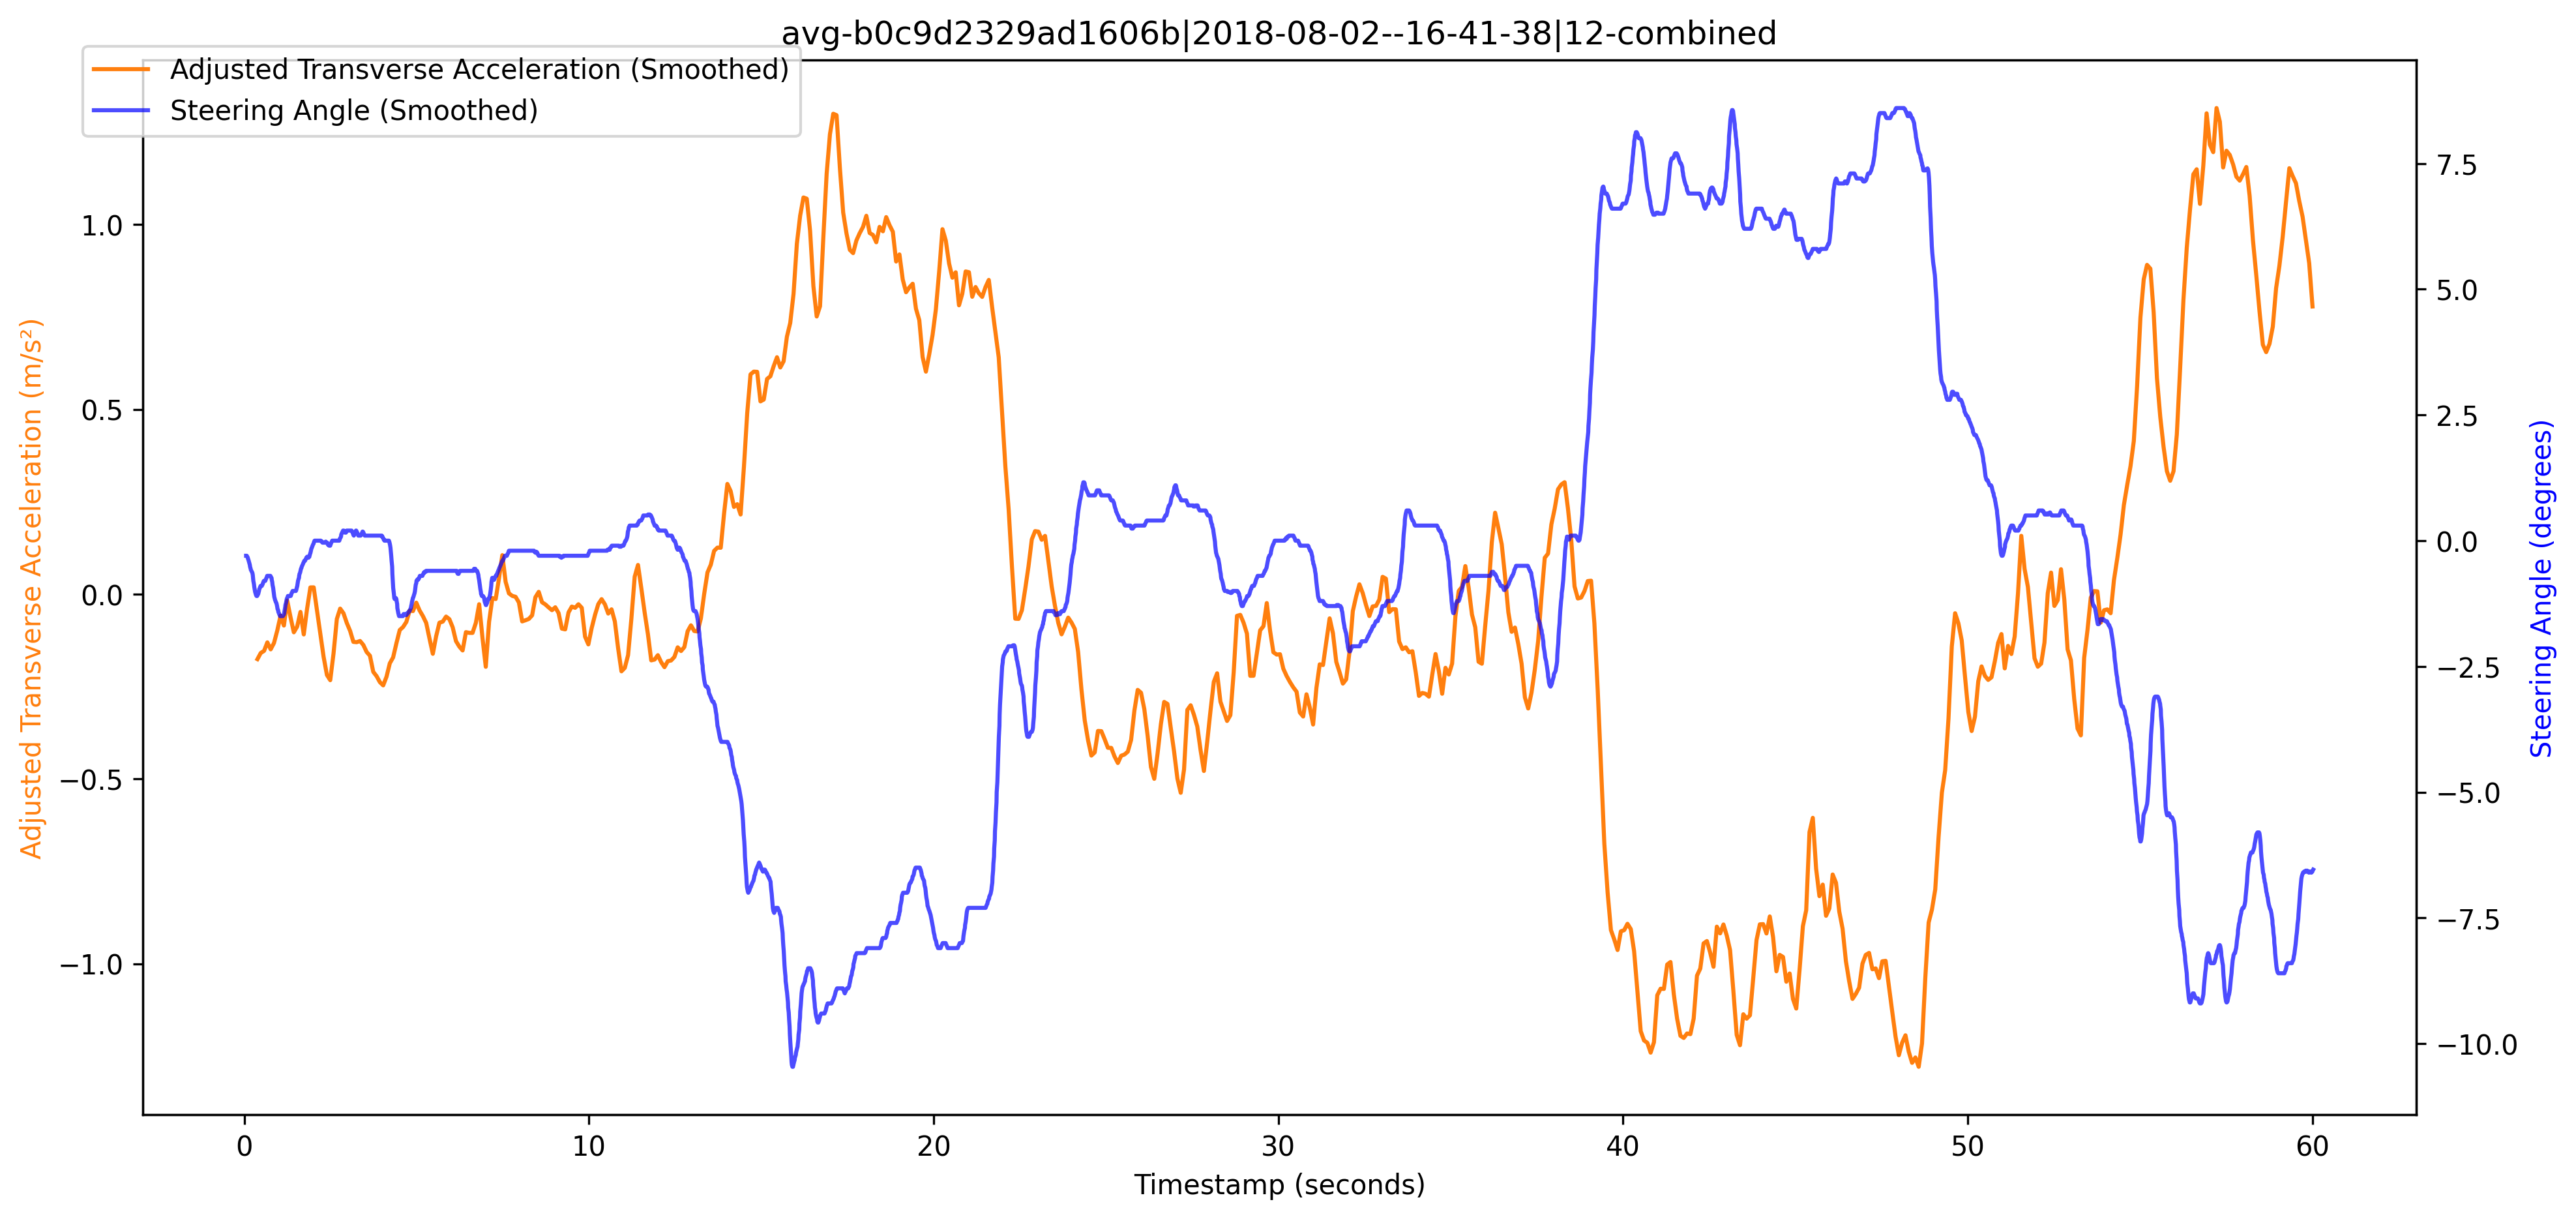 avg-b0c9d2329ad1606b|2018-08-02--16-41-38|12-combined
Adjusted Transverse Acceleration (Smoothed)
Steering Angle (Smoothed)
Adjusted Transverse Acceleration (m/s²)
1.0
0.5
0.0
−0.5
−1.0
7.5
5.0
2.5
0.0
−2.5
−5.0
−7.5
−10.0
Steering Angle (degrees)
0 10 20 30 40 50 60
Timestamp (seconds)